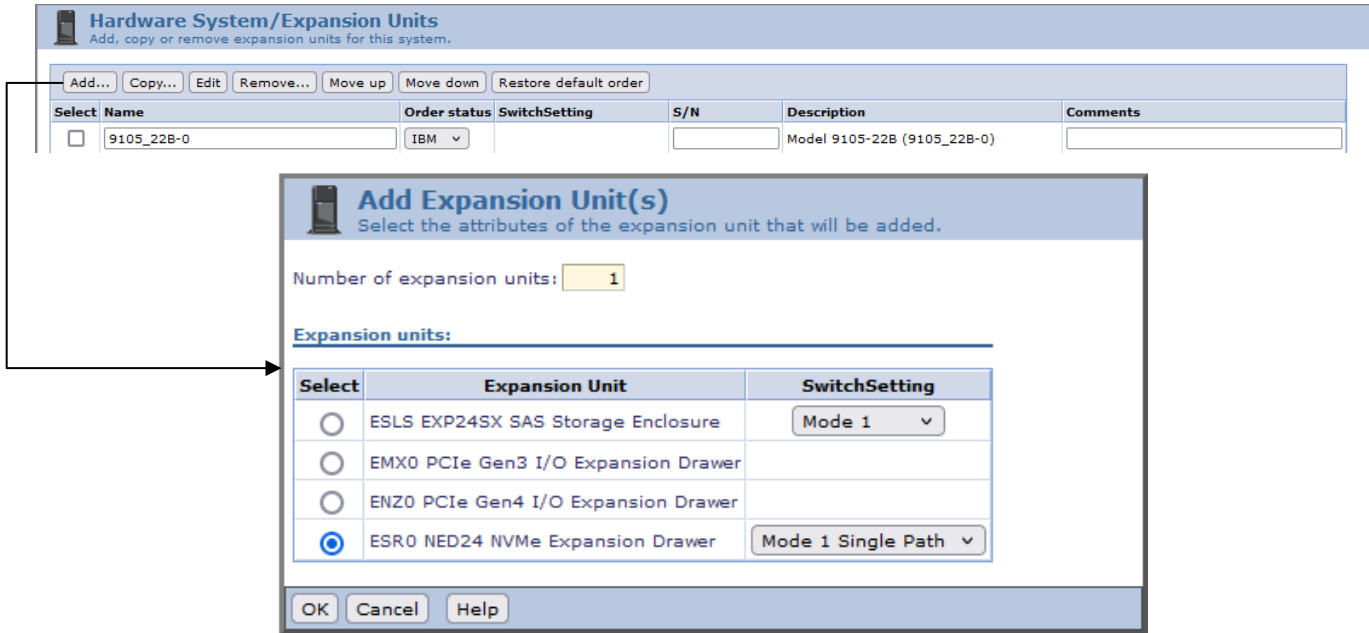 Hardware System/Expansion Units
Add, copy or remove expansion units for this system.
Add... Copy... Edit Remove... Move up Move down Restore default order
Select Name Order status SwitchSetting S/N Description Comments
9105_22B-0 IBM Model 9105-22B (9105_22B-0)
Add Expansion Unit(s)
Select the attributes of the expansion unit that will be added.
Number of expansion units: 1
Expansion units:
Select Expansion Unit SwitchSetting
ESLS EXP24SX SAS Storage Enclosure Mode 1
EMX0 PCIe Gen3 I/O Expansion Drawer
ENZ0 PCIe Gen4 I/O Expansion Drawer
ESR0 NED24 NVMe Expansion Drawer Mode 1 Single Path
OK Cancel Help